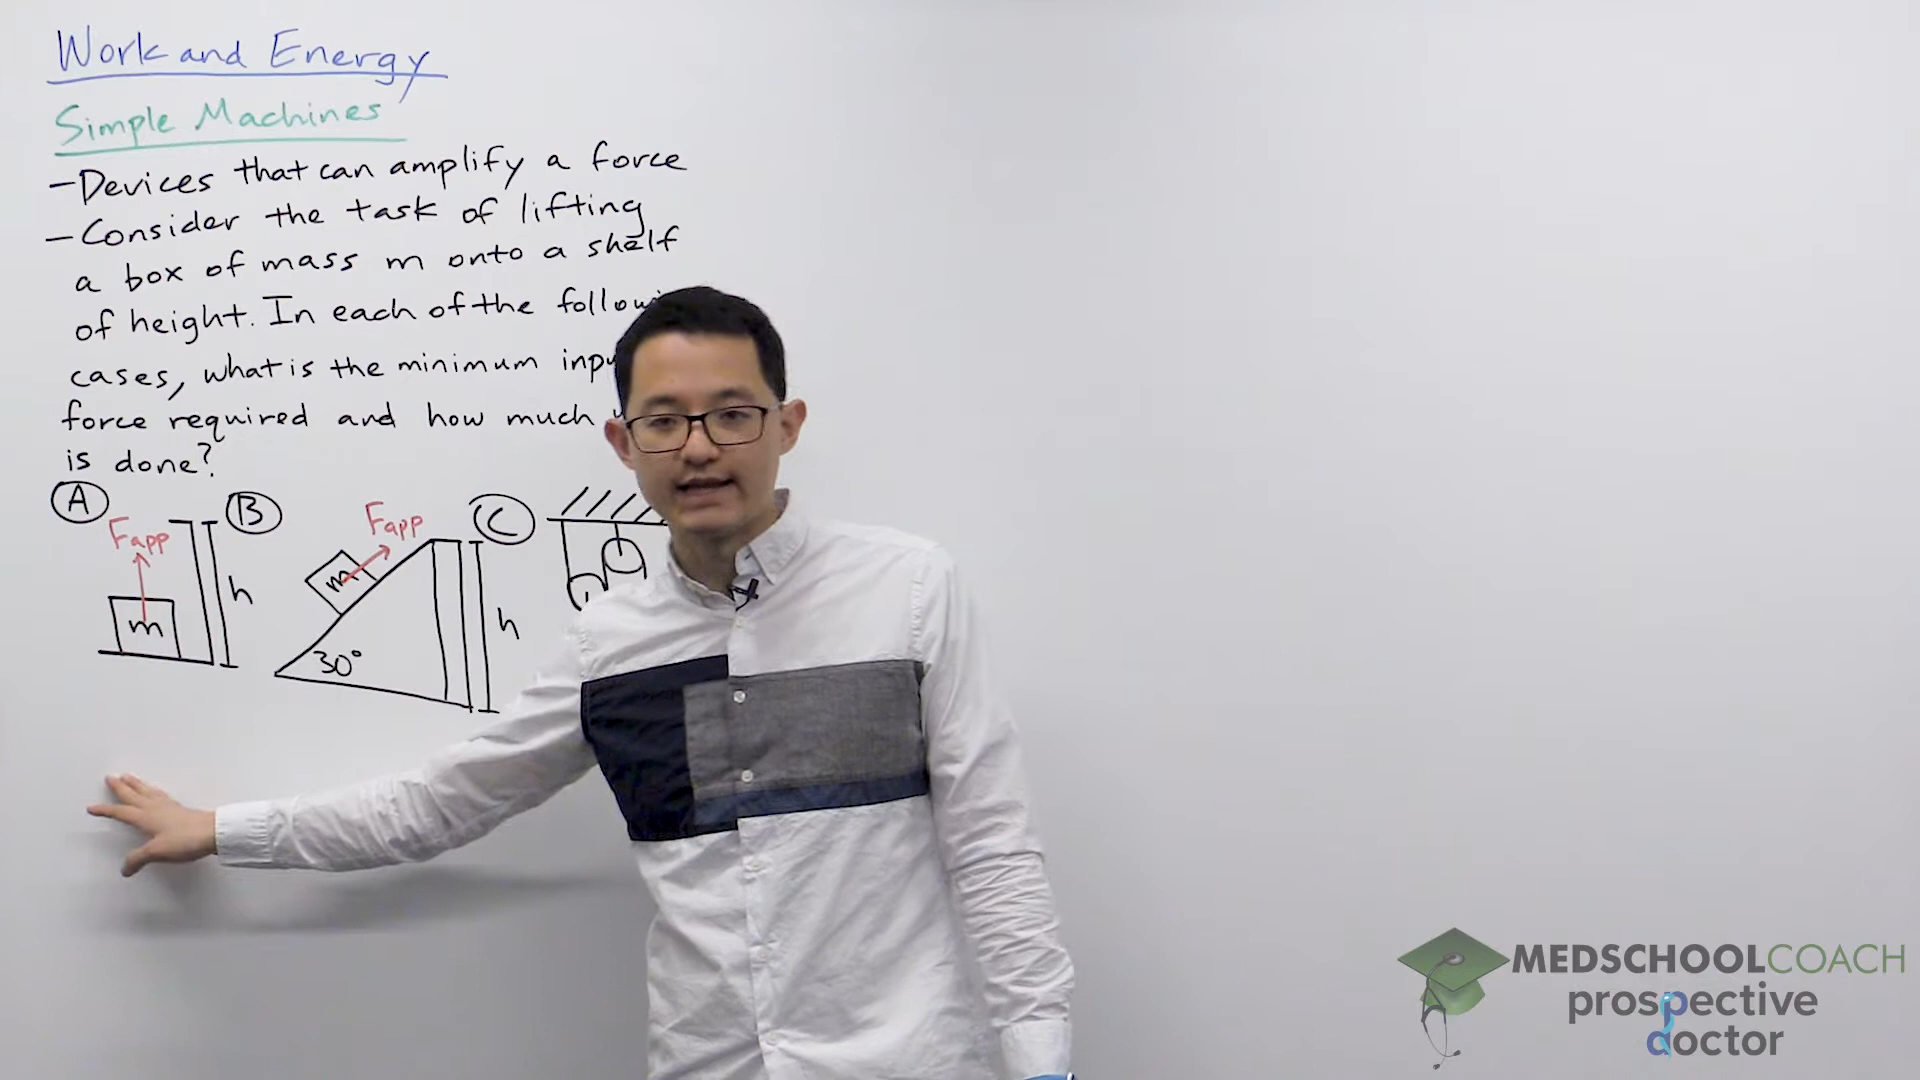 Work and Energy
Simple Machines
- Devices that can amplify a force
- Consider the task of lifting
a box of mass m onto a shelf
of height. In each of the
cases, what is the minimum
force required and how much
is done?
A B C
Fapp Fapp
m h m h
30°
MEDSCHOOLCOACH
prospective
doctor